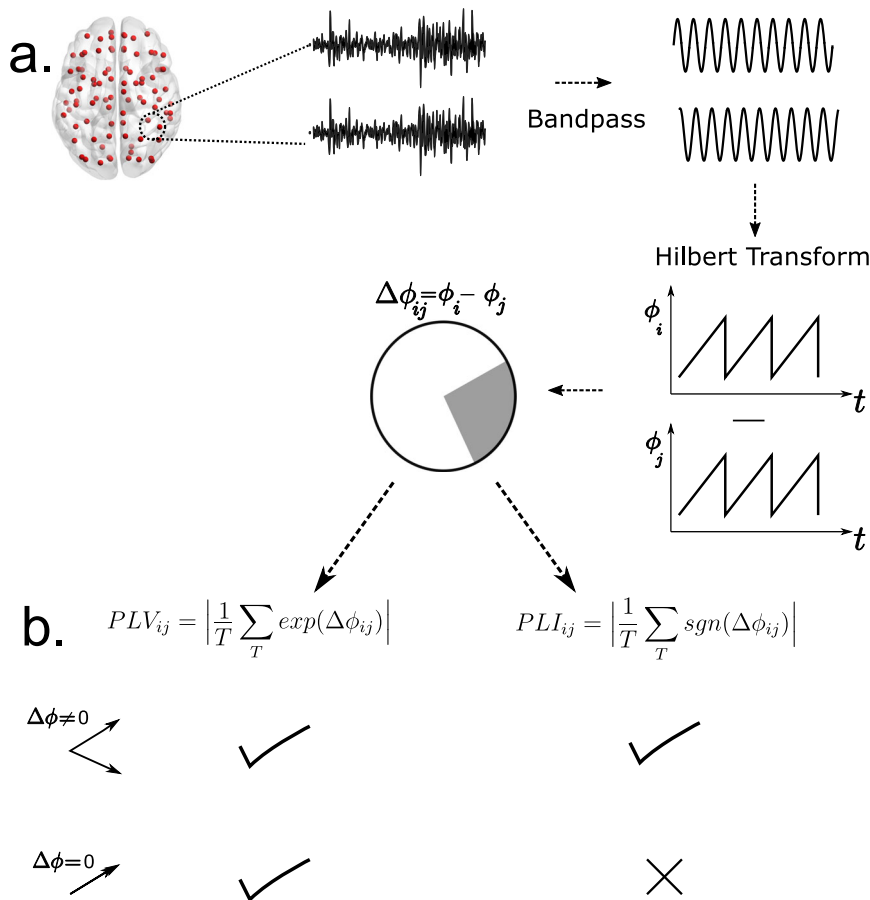 a.
Bandpass
Hilbert Transform
Δϕij=ϕi− ϕj
ϕi
t
ϕj
t
b.
PLVij = |1/T ∑T exp(Δϕij)|
PLIij = |1/T ∑T sgn(Δϕij)|
Δϕ≠0
Δϕ=0